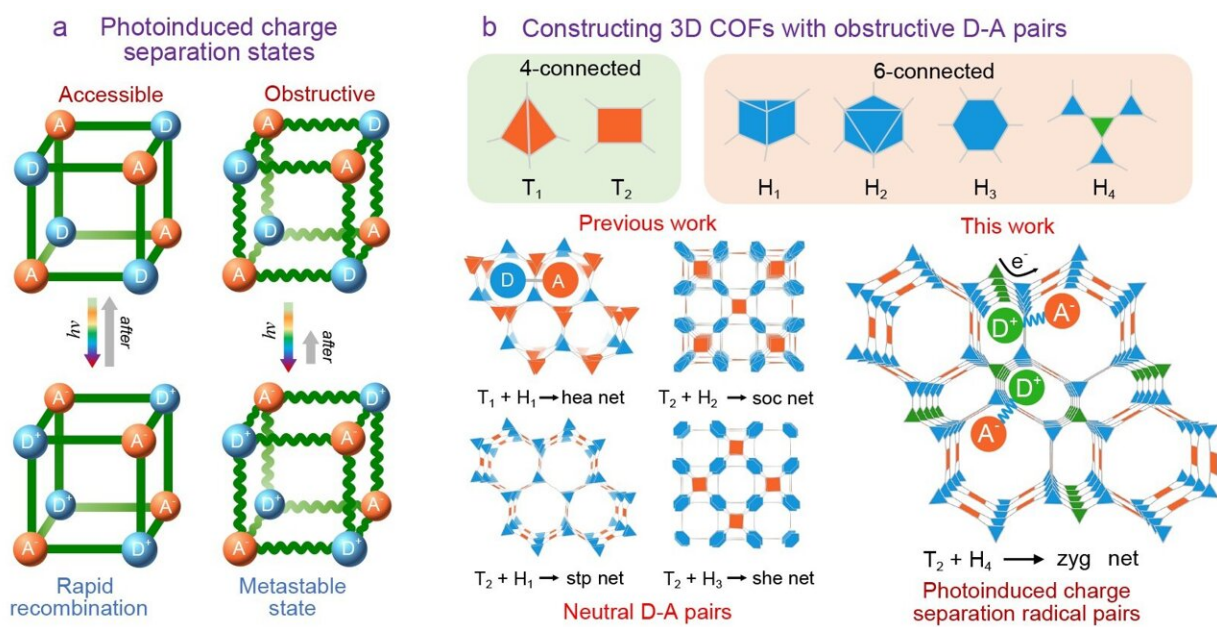 a Photoinduced charge
separation states
Accessible
Obstructive
A
D
D
A
D
A
A
D
A
D
D
A
D
A
A
D
hν
after
hν
after
A⁻
D⁺
D⁺
A⁻
D⁺
A⁻
A⁻
D⁺
A⁻
D⁺
D⁺
A⁻
D⁺
A⁻
A⁻
D⁺
Rapid
recombination
Metastable
state
b Constructing 3D COFs with obstructive D-A pairs
4-connected
T₁ T₂
6-connected
H₁ H₂ H₃ H₄
Previous work
D A
T₁ + H₁ → hea net
T₂ + H₂ → soc net
T₂ + H₁ → stp net
T₂ + H₃ → she net
Neutral D-A pairs
This work
e⁻
D⁺ A⁻
D⁺
A⁻
T₂ + H₄ → zyg net
Photoinduced charge
separation radical pairs